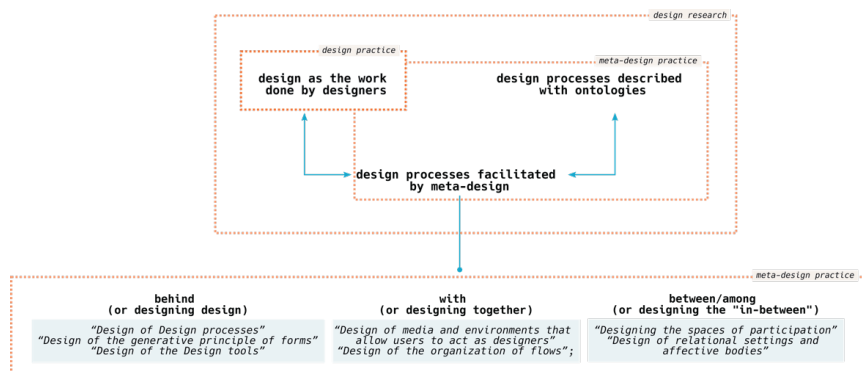 design research
design practice
meta-design practice
design as the work
done by designers
design processes described
with ontologies
design processes facilitated
by meta-design
meta-design practice
behind
(or designing design)
with
(or designing together)
between/among
(or designing the "in-between")
“Design of Design processes”
“Design of the generative principle of forms”
“Design of the Design tools”
“Design of media and environments that
allow users to act as designers”
“Design of the organization of flows”;
“Designing the spaces of participation”
“Design of relational settings and
affective bodies”